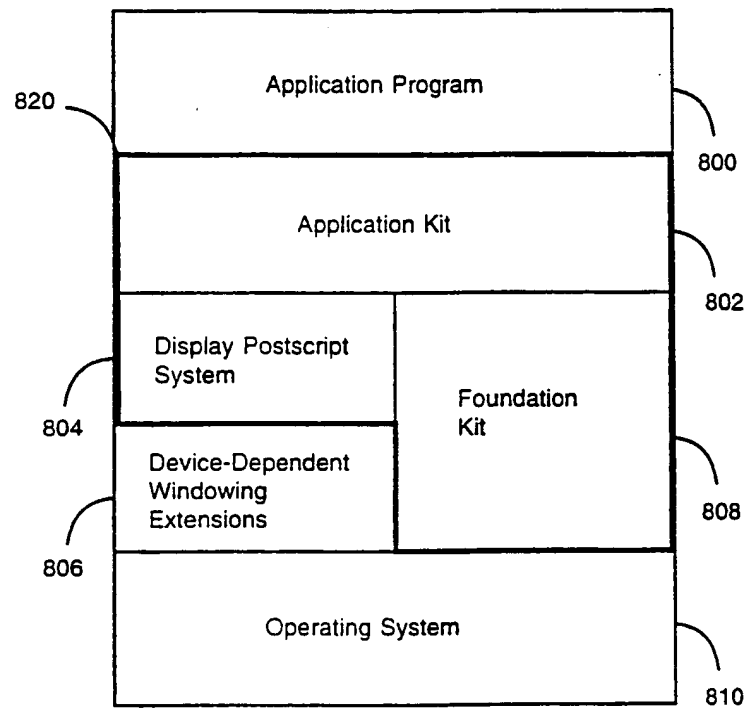 Application Program
820
800
Application Kit
802
Display Postscript
System
Foundation
Kit
804
Device-Dependent
Windowing
Extensions
808
806
Operating System
810